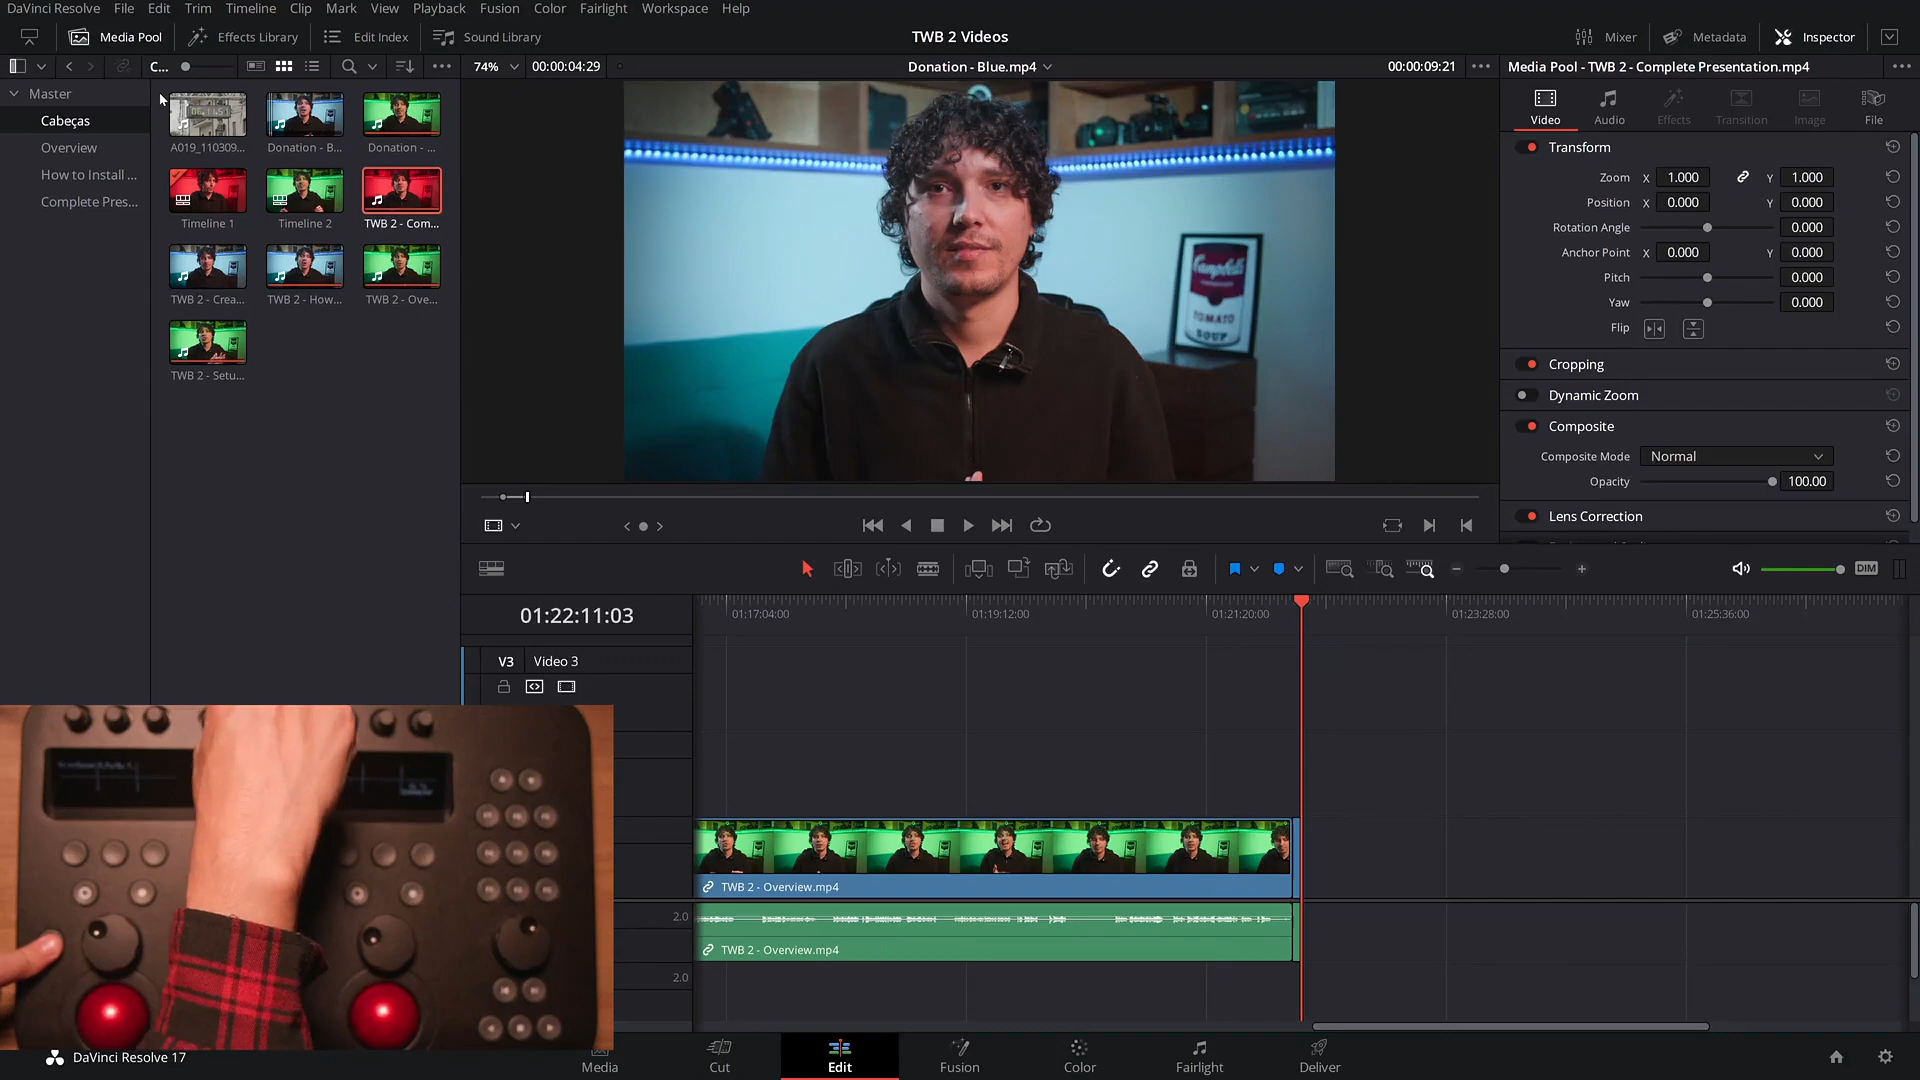 DaVinci Resolve File Edit Trim Timeline Clip Mark View Playback Fusion Color Fairlight Workspace Help
Media Pool Effects Library Edit Index Sound Library TWB 2 Videos Mixer Metadata Inspector
C... 74% 00:00:04:29 Donation - Blue.mp4 00:00:09:21 Media Pool - TWB 2 - Complete Presentation.mp4
Master
Cabeças
Overview
How to Install ...
Complete Pres...
A019_110309... Donation - B... Donation - ...
Timeline 1 Timeline 2 TWB 2 - Com...
TWB 2 - Crea... TWB 2 - How... TWB 2 - Ove...
TWB 2 - Setu...
Campbell's
TOMATO
SOUP
Video Audio Effects Transition Image File
Transform
Zoom X 1.000 Y 1.000
Position X 0.000 Y 0.000
Rotation Angle 0.000
Anchor Point X 0.000 Y 0.000
Pitch 0.000
Yaw 0.000
Flip
Cropping
Dynamic Zoom
Composite
Composite Mode Normal
Opacity 100.00
Lens Correction
DIM
01:22:11:03
01:17:04:00 01:19:12:00 01:21:20:00 01:23:28:00 01:25:36:00
V3 Video 3
TWB 2 - Overview.mp4
2.0
TWB 2 - Overview.mp4
2.0
DaVinci Resolve 17
Media Cut Edit Fusion Color Fairlight Deliver